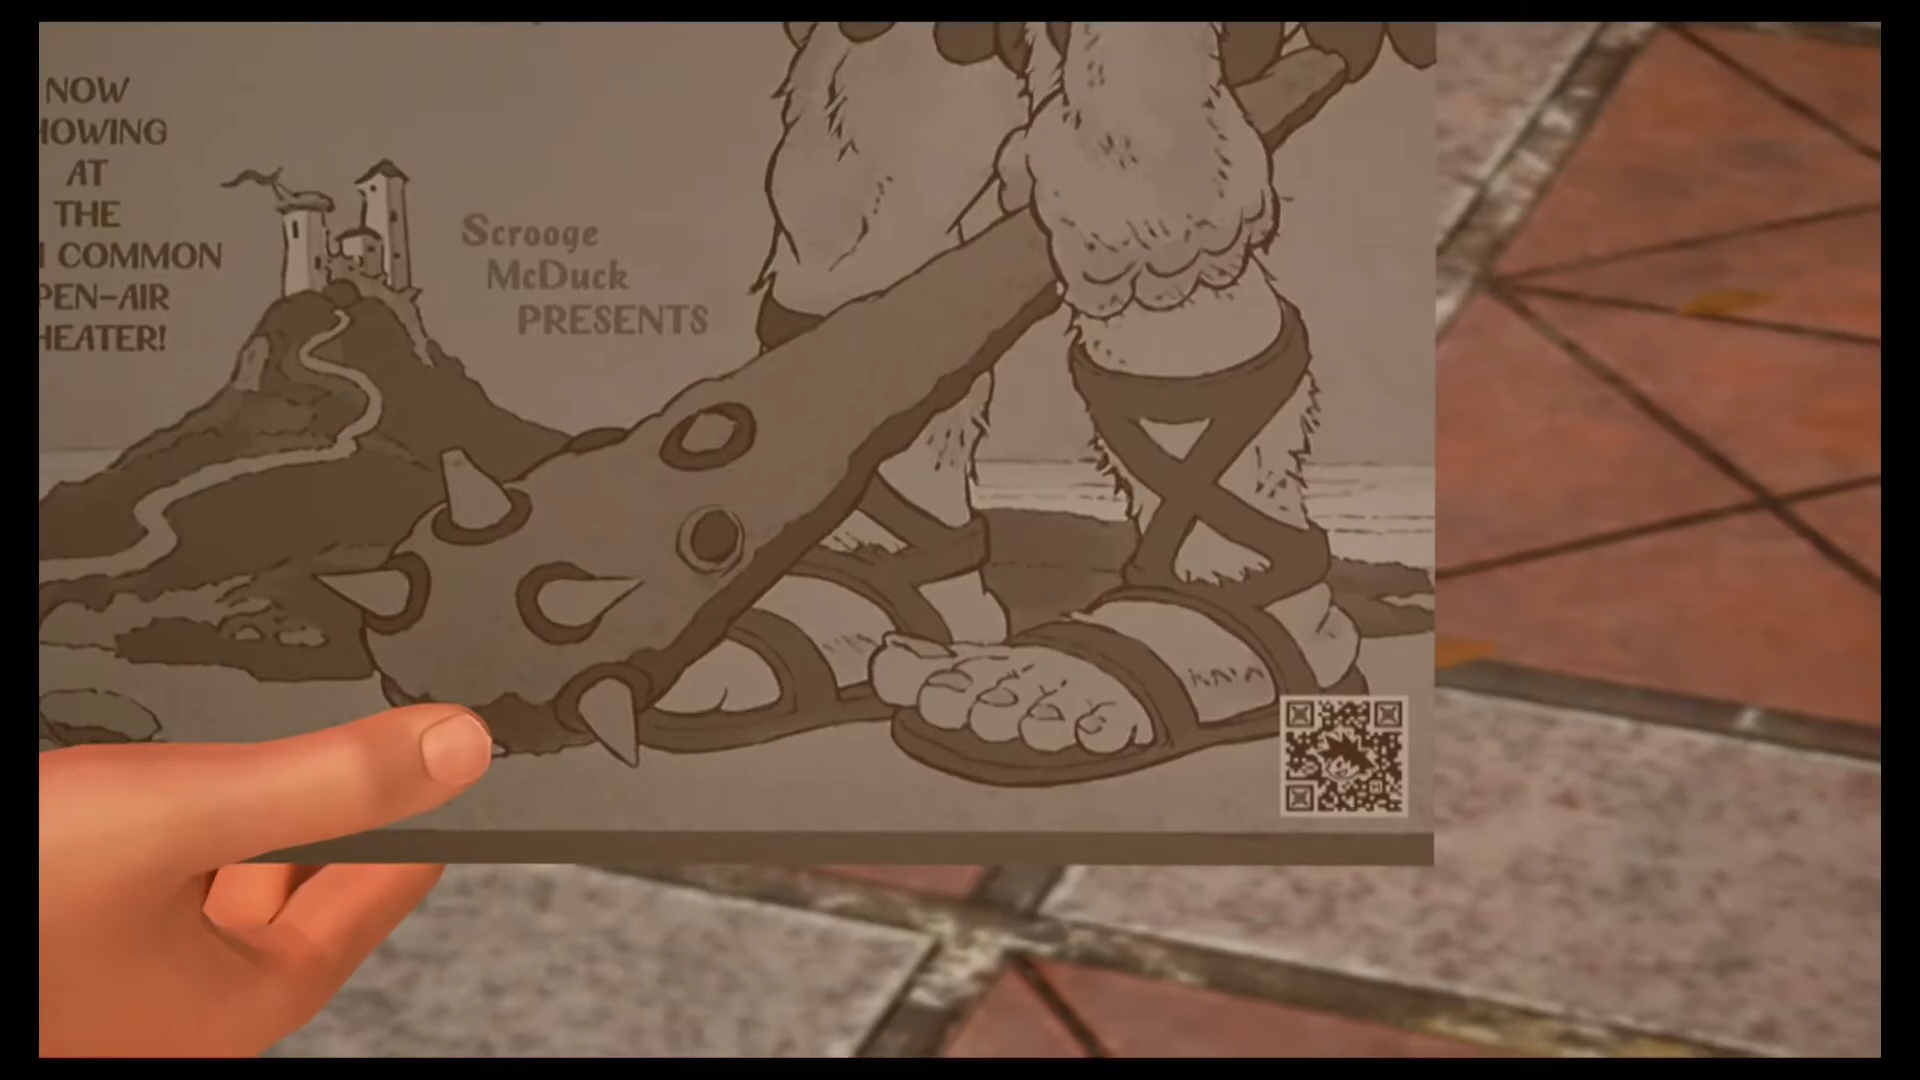 NOW
HOWING
AT
THE
COMMON
PEN-AIR
HEATER!
Scrooge
McDuck
PRESENTS